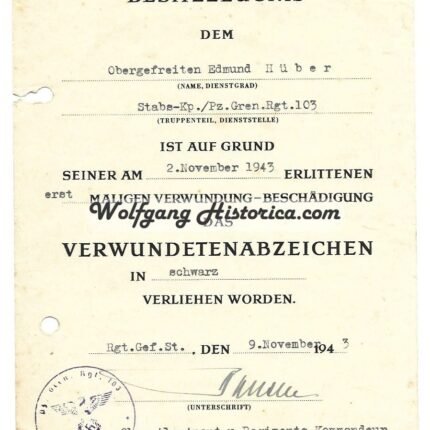 DEM
Obergefreiten Edmund Hüber
(NAME, DIENSTGRAD)
Stabs-Kp./Pz.Gren.Rgt.103
(TRUPPENTEIL, DIENSTSTELLE)
IST AUF GRUND
SEINER AM 2.November 1943 ERLITTENEN
erst MALIGEN VERWUNDUNG-BESCHÄDIGUNG
Wolfgang Historica.com
DAS
VERWUNDETENABZEICHEN
IN schwarz
VERLIEHEN WORDEN.
Rgt.Gef.St. , DEN 9.November 1943
(UNTERSCHRIFT)